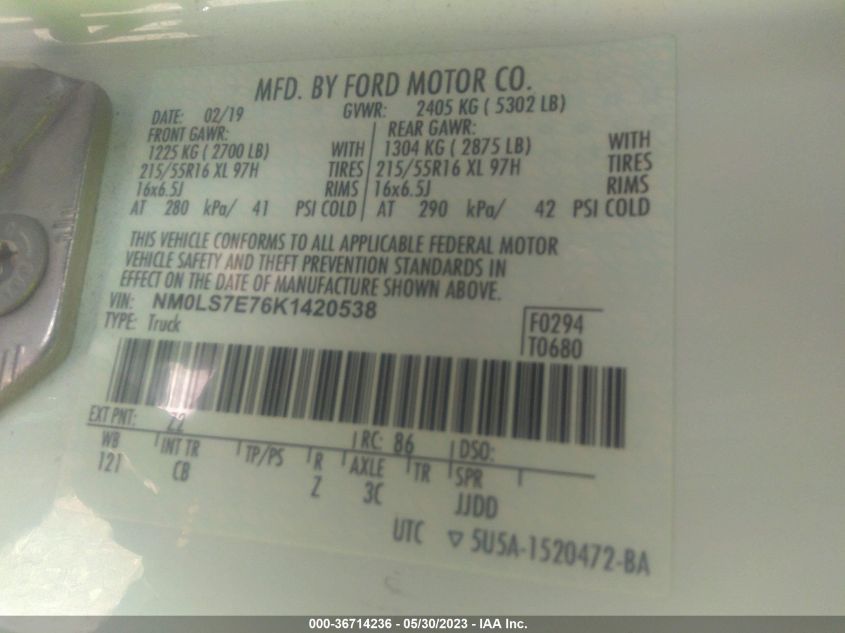 MFD. BY FORD MOTOR CO.
DATE: 02/19 GVWR: 2405 KG ( 5302 LB)
FRONT GAWR: REAR GAWR:
1225 KG ( 2700 LB) WITH 1304 KG ( 2875 LB) WITH
215/55R16 XL 97H TIRES 215/55R16 XL 97H TIRES
16x6.5J RIMS 16x6.5J RIMS
AT 280 kPa/ 41 PSI COLD AT 290 kPa/ 42 PSI COLD
THIS VEHICLE CONFORMS TO ALL APPLICABLE FEDERAL MOTOR
VEHICLE SAFETY AND THEFT PREVENTION STANDARDS IN
EFFECT ON THE DATE OF MANUFACTURE SHOWN ABOVE.
VIN: NM0LS7E76K1420538
TYPE: Truck
F0294
T0680
EXT PNT: Z2 RC: 86 DSO:
WB INT TR TP/PS R AXLE TR SPR
121 CB Z 3C JJDD
UTC ▽ 5U5A-1520472-BA
000-36714236 - 05/30/2023 - IAA Inc.